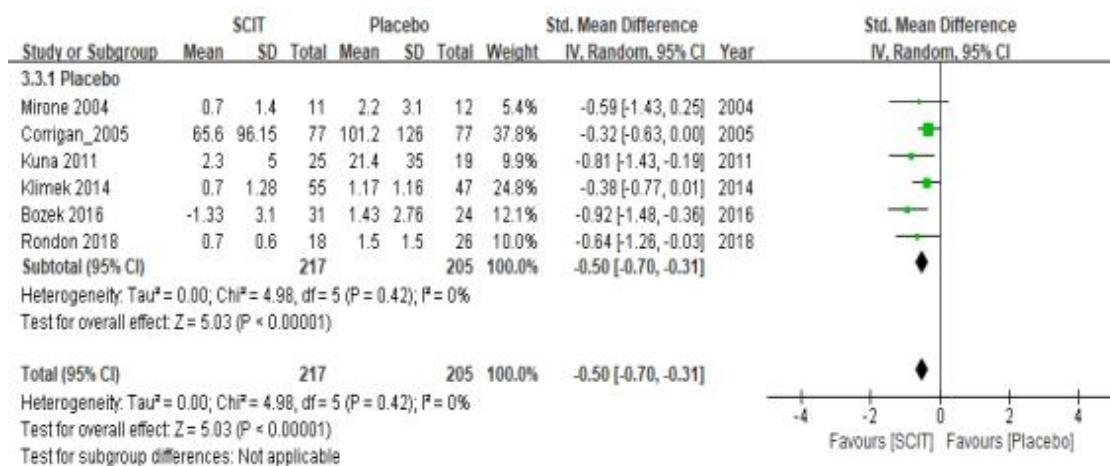 SCIT Placebo Std. Mean Difference Std. Mean Difference
Study or Subgroup Mean SD Total Mean SD Total Weight IV, Random, 95% CI Year IV, Random, 95% CI
3.3.1 Placebo
Mirone 2004 0.7 1.4 11 2.2 3.1 12 5.4% -0.59 [-1.43, 0.25] 2004
Corrigan_2005 65.6 96.15 77 101.2 126 77 37.8% -0.32 [-0.63, 0.00] 2005
Kuna 2011 2.3 5 25 21.4 35 19 9.9% -0.81 [-1.43, -0.19] 2011
Klimek 2014 0.7 1.28 55 1.17 1.16 47 24.8% -0.38 [-0.77, 0.01] 2014
Bozek 2016 -1.33 3.1 31 1.43 2.76 24 12.1% -0.92 [-1.48, -0.36] 2016
Rondon 2018 0.7 0.6 18 1.5 1.5 26 10.0% -0.64 [-1.26, -0.03] 2018
Subtotal (95% CI) 217 205 100.0% -0.50 [-0.70, -0.31]
Heterogeneity: Tau² = 0.00; Chi² = 4.98, df = 5 (P = 0.42); I² = 0%
Test for overall effect: Z = 5.03 (P < 0.00001)
Total (95% CI) 217 205 100.0% -0.50 [-0.70, -0.31]
Heterogeneity: Tau² = 0.00; Chi² = 4.98, df = 5 (P = 0.42); I² = 0%
-4 -2 0 2 4
Test for overall effect: Z = 5.03 (P < 0.00001)
Favours [SCIT] Favours [Placebo]
Test for subgroup differences: Not applicable